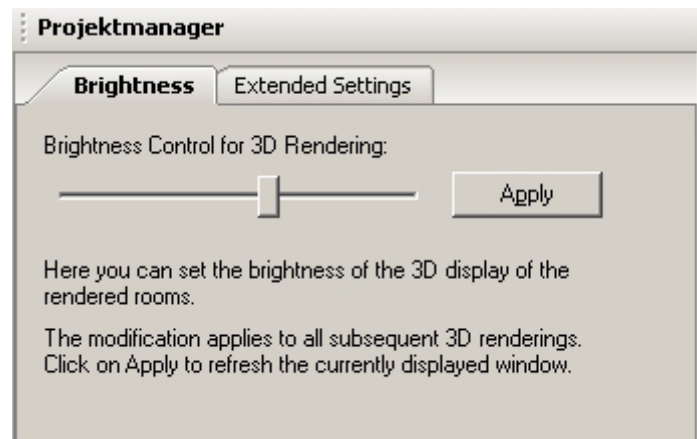 Projektmanager
Brightness
Extended Settings
Brightness Control for 3D Rendering:
Apply
Here you can set the brightness of the 3D display of the
rendered rooms.
The modification applies to all subsequent 3D renderings.
Click on Apply to refresh the currently displayed window.